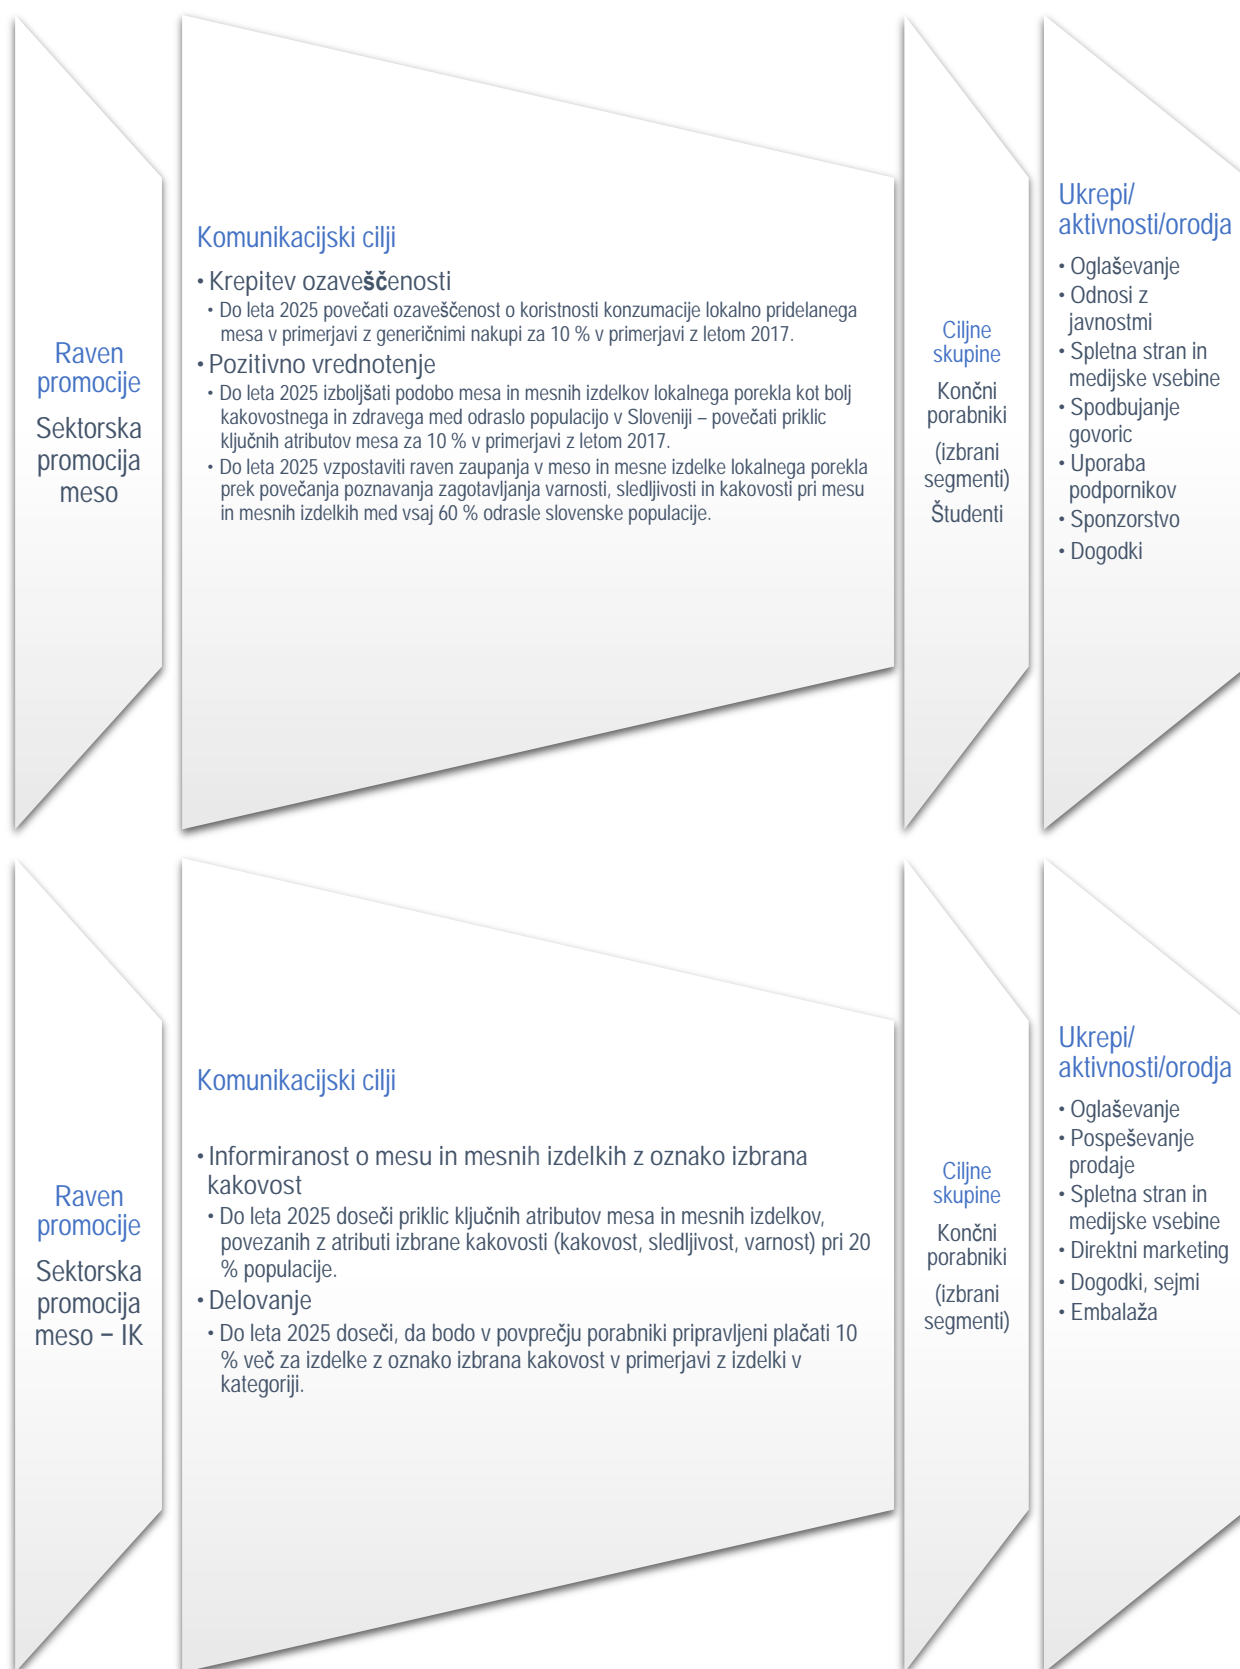 Raven
promocije
Sektorska
promocija
meso
Komunikacijski cilji
• Krepitev ozaveščenosti
• Do leta 2025 povečati ozaveščenost o koristnosti konzumacije lokalno pridelanega
mesa v primerjavi z generičnimi nakupi za 10 % v primerjavi z letom 2017.
• Pozitivno vrednotenje
• Do leta 2025 izboljšati podobo mesa in mesnih izdelkov lokalnega porekla kot bolj
kakovostnega in zdravega med odraslo populacijo v Sloveniji – povečati priklic
ključnih atributov mesa za 10 % v primerjavi z letom 2017.
• Do leta 2025 vzpostaviti raven zaupanja v meso in mesne izdelke lokalnega porekla
prek povečanja poznavanja zagotavljanja varnosti, sledljivosti in kakovosti pri mesu
in mesnih izdelkih med vsaj 60 % odrasle slovenske populacije.
Ciljne
skupine
Končni
porabniki
(izbrani
segmenti)
Študenti
Ukrepi/
aktivnosti/orodja
• Oglaševanje
• Odnosi z
javnostmi
• Spletna stran in
medijske vsebine
• Spodbujanje
govoric
• Uporaba
podpornikov
• Sponzorstvo
• Dogodki
Raven
promocije
Sektorska
promocija
meso – IK
Komunikacijski cilji
• Informiranost o mesu in mesnih izdelkih z oznako izbrana
kakovost
• Do leta 2025 doseči priklic ključnih atributov mesa in mesnih izdelkov,
povezanih z atributi izbrane kakovosti (kakovost, sledljivost, varnost) pri 20
% populacije.
• Delovanje
• Do leta 2025 doseči, da bodo v povprečju porabniki pripravljeni plačati 10
% več za izdelke z oznako izbrana kakovost v primerjavi z izdelki v
kategoriji.
Ciljne
skupine
Končni
porabniki
(izbrani
segmenti)
Ukrepi/
aktivnosti/orodja
• Oglaševanje
• Pospeševanje
prodaje
• Spletna stran in
medijske vsebine
• Direktni marketing
• Dogodki, sejmi
• Embalaža